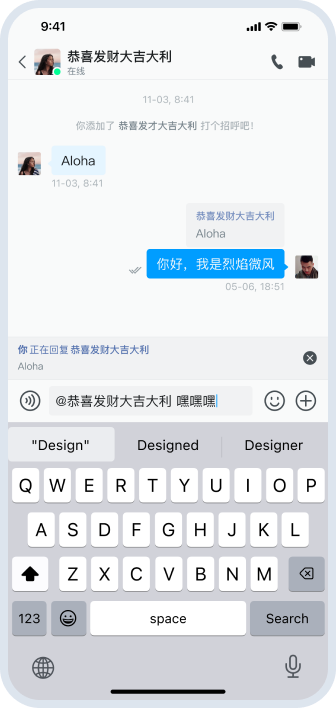 9:41
恭喜发财大吉大利
在线
11-03, 8:41
你添加了 恭喜发才大吉大利 打个招呼吧！
Aloha
11-03, 8:41
恭喜发财大吉大利
Aloha
你好，我是烈焰微风
05-06, 18:51
你 正在回复 恭喜发财大吉大利
Aloha
@恭喜发财大吉大利 嘿嘿嘿
"Design" Designed Designer
Q W E R T Y U I O P
A S D F G H J K L
Z X C V B N M
123 space Search